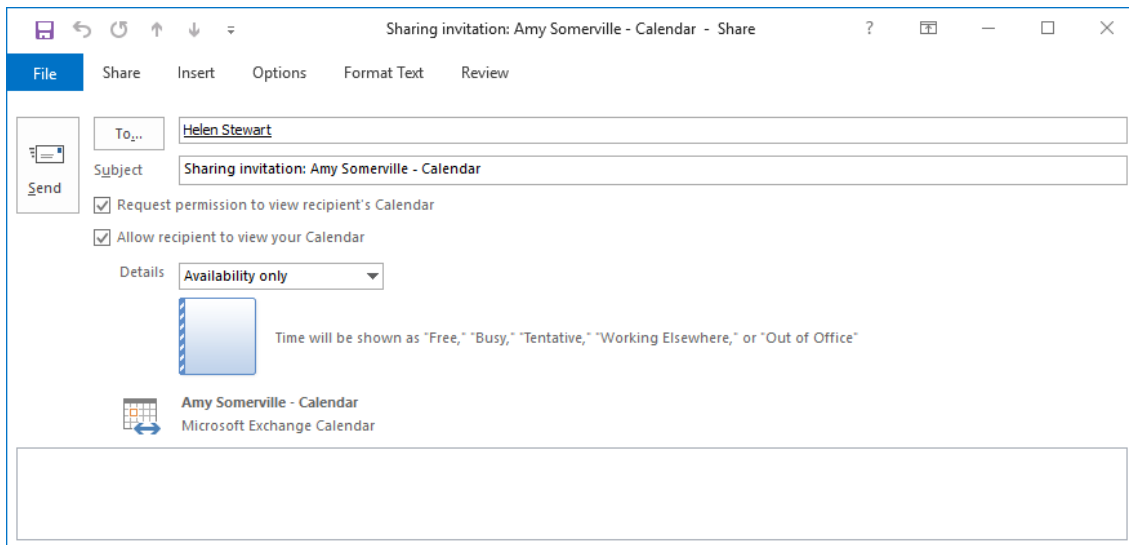 Sharing invitation: Amy Somerville - Calendar - Share ?
File Share Insert Options Format Text Review
To... Helen Stewart
Send
Subject Sharing invitation: Amy Somerville - Calendar
Request permission to view recipient's Calendar
Allow recipient to view your Calendar
Details Availability only
Time will be shown as "Free," "Busy," "Tentative," "Working Elsewhere," or "Out of Office"
Amy Somerville - Calendar
Microsoft Exchange Calendar